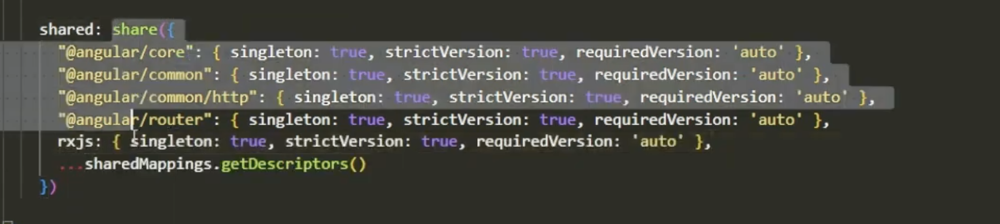 shared: share({
"@angular/core": { singleton: true, strictVersion: true, requiredVersion: 'auto' },
"@angular/common": { singleton: true, strictVersion: true, requiredVersion: 'auto' },
"@angular/common/http": { singleton: true, strictVersion: true, requiredVersion: 'auto' },
"@angular/router": { singleton: true, strictVersion: true, requiredVersion: 'auto' },
rxjs: { singleton: true, strictVersion: true, requiredVersion: 'auto' },
...sharedMappings.getDescriptors()
})